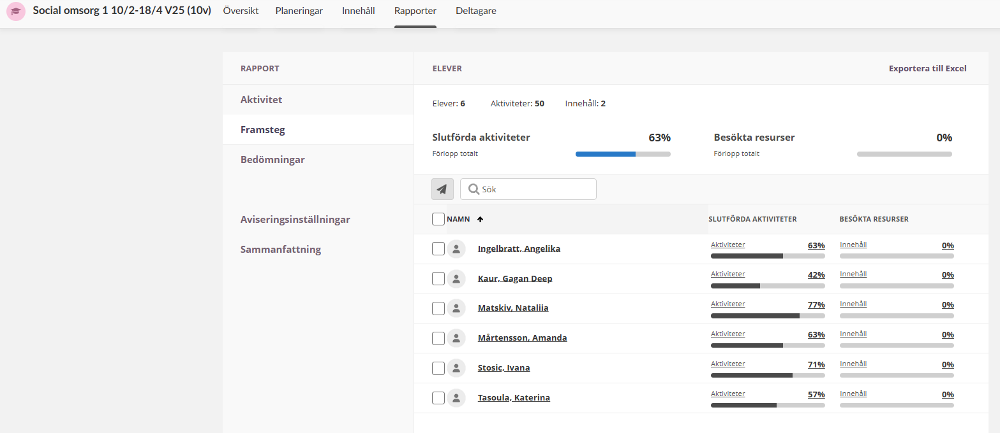 Social omsorg 1 10/2-18/4 V25 (10v) Översikt Planeringar Innehåll Rapporter Deltagare
RAPPORT
Aktivitet
Framsteg
Bedömningar
Aviseringsinställningar
Sammanfattning
ELEVER Exportera till Excel
Elever: 6 Aktiviteter: 50 Innehåll: 2
Slutförda aktiviteter 63% Besökta resurser 0%
Förlopp totalt Förlopp totalt
Sök
NAMN SLUTFÖRDA AKTIVITETER BESÖKTA RESURSER
Ingelbratt, Angelika Aktiviteter 63% Innehåll 0%
Kaur, Gagan Deep Aktiviteter 42% Innehåll 0%
Matskiv, Nataliia Aktiviteter 77% Innehåll 0%
Mårtensson, Amanda Aktiviteter 63% Innehåll 0%
Stosic, Ivana Aktiviteter 71% Innehåll 0%
Tasoula, Katerina Aktiviteter 57% Innehåll 0%